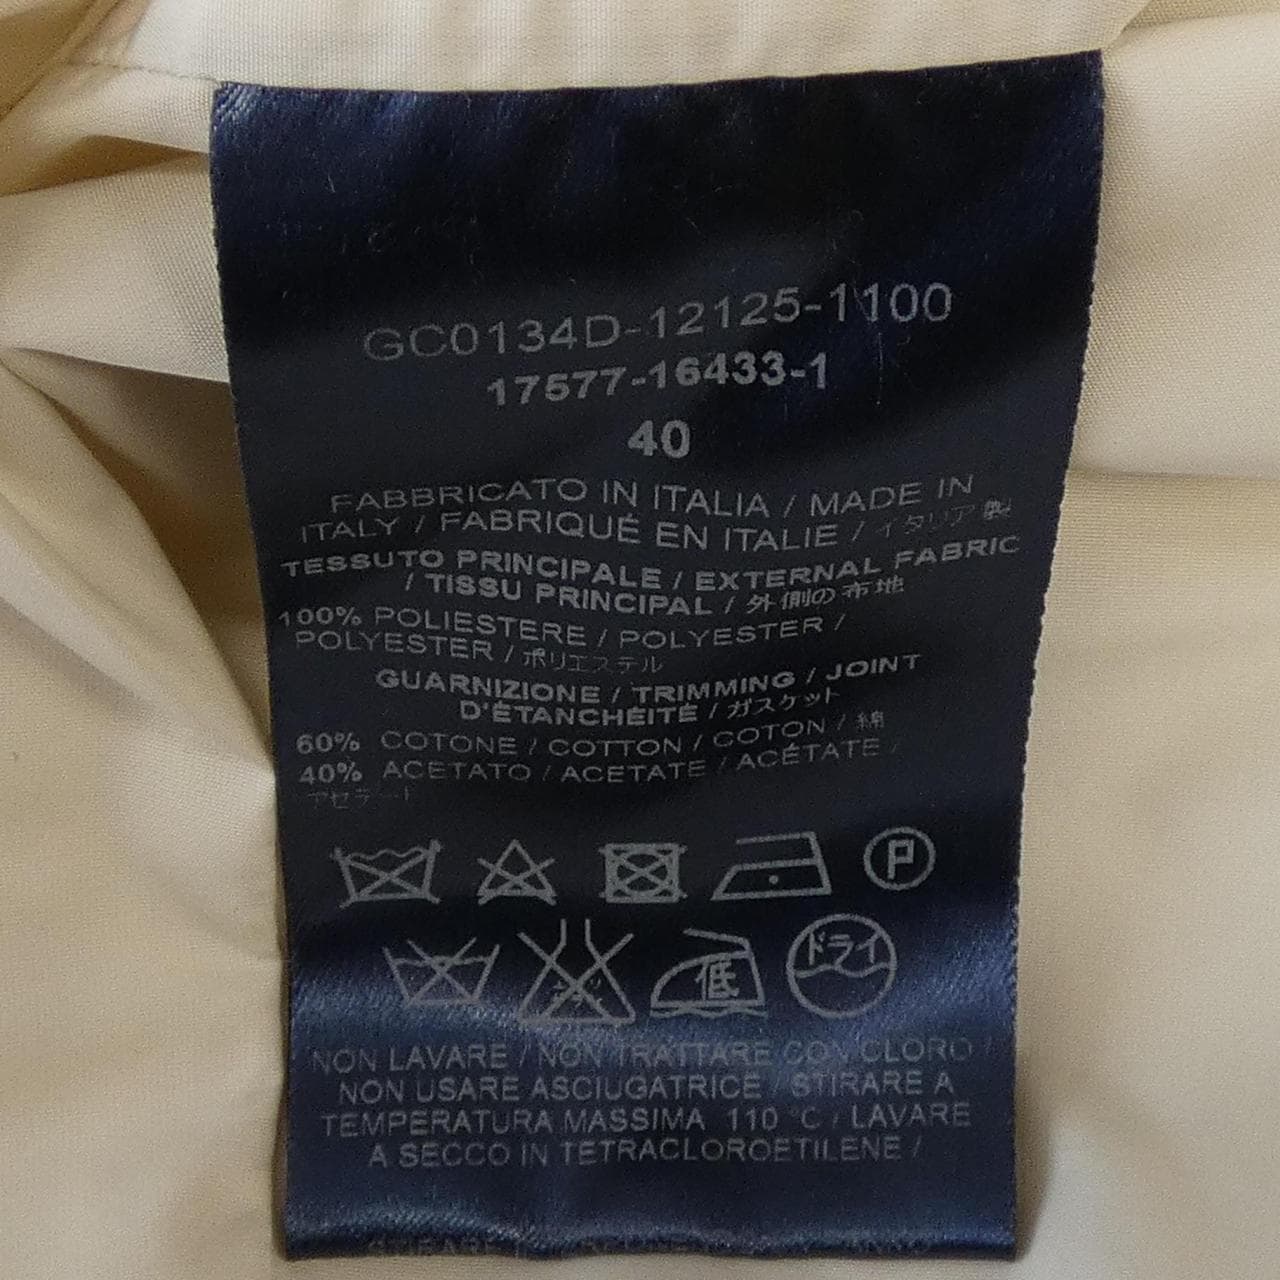 GC0134D-12125-1100
17577-16433-1
40
FABBRICATO IN ITALIA / MADE IN
ITALY / FABRIQUÉ EN ITALIE / イタリア製
TESSUTO PRINCIPALE / EXTERNAL FABRIC
/ TISSU PRINCIPAL / 外側の布地
100% POLIESTERE / POLYESTER /
POLYESTER / ポリエステル
GUARNIZIONE / TRIMMING / JOINT
D'ÉTANCHÉITÉ / ガスケット
60% COTONE / COTTON / COTON / 綿
40% ACETATO / ACETATE / ACÉTATE /
アセテート
P
低 ドライ
NON LAVARE / NON TRATTARE CON CLORO /
NON USARE ASCIUGATRICE / STIRARE A
TEMPERATURA MASSIMA 110 °C / LAVARE
A SECCO IN TETRACLOROETILENE /